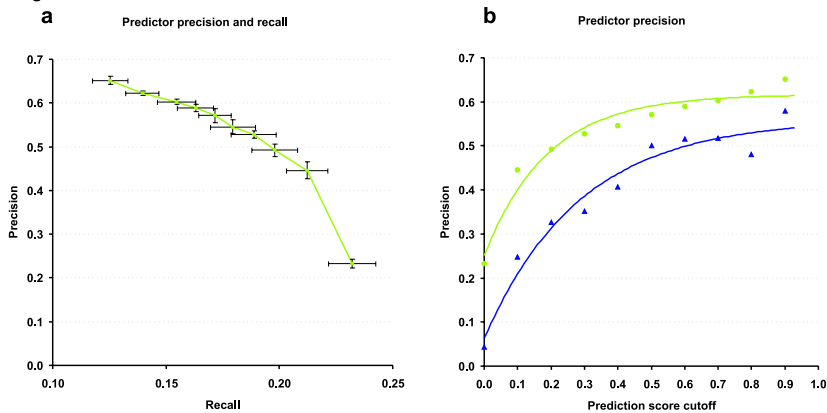 a
Predictor precision and recall
Precision
0.7
0.6
0.5
0.4
0.3
0.2
0.1
0.0
0.10
0.15
0.20
0.25
Recall
b
Predictor precision
Precision
0.7
0.6
0.5
0.4
0.3
0.2
0.1
0.0
0.0 0.1 0.2 0.3 0.4 0.5 0.6 0.7 0.8 0.9 1.0
Prediction score cutoff